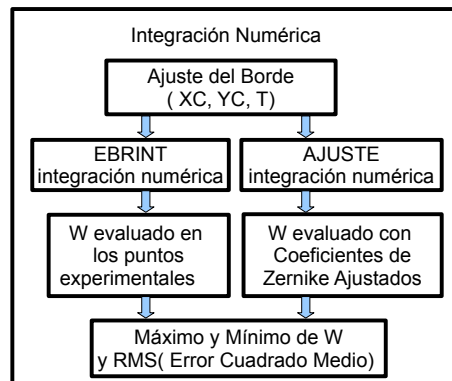 Integración Numérica
Ajuste del Borde
( XC, YC, T)
EBRINT
integración numérica
AJUSTE
integración numérica
W evaluado en
los puntos
experimentales
W evaluado con
Coeficientes de
Zernike Ajustados
Máximo y Mínimo de W
y RMS( Error Cuadrado Medio)